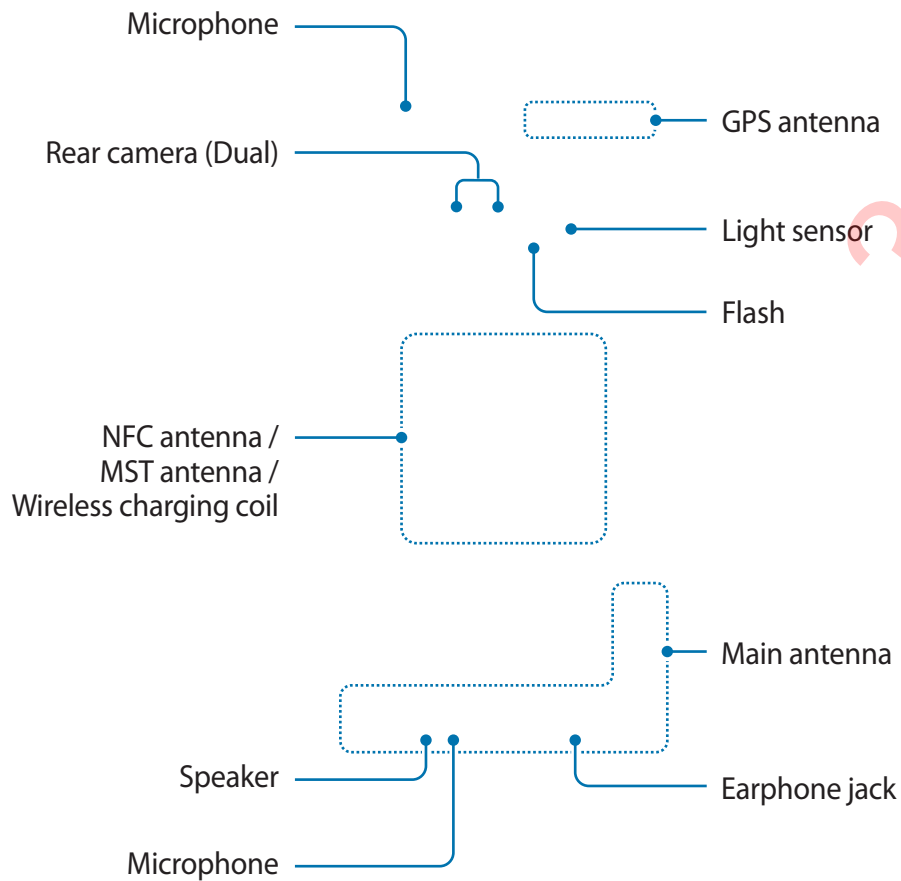 Microphone
GPS antenna
Rear camera (Dual)
Light sensor
Flash
NFC antenna /
MST antenna /
Wireless charging coil
Main antenna
Speaker
Earphone jack
Microphone